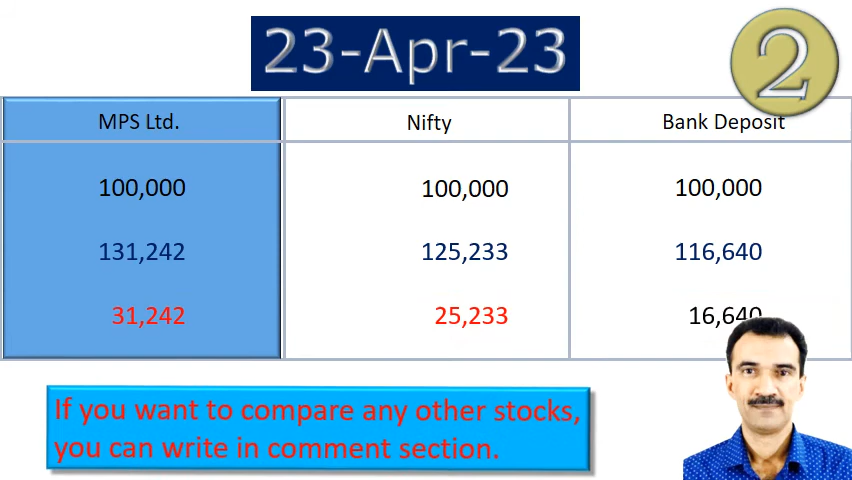 23-Apr-23
2
MPS Ltd. Nifty Bank Deposit
100,000 100,000 100,000
131,242 125,233 116,640
31,242 25,233 16,640
If you want to compare any other stocks,
you can write in comment section.